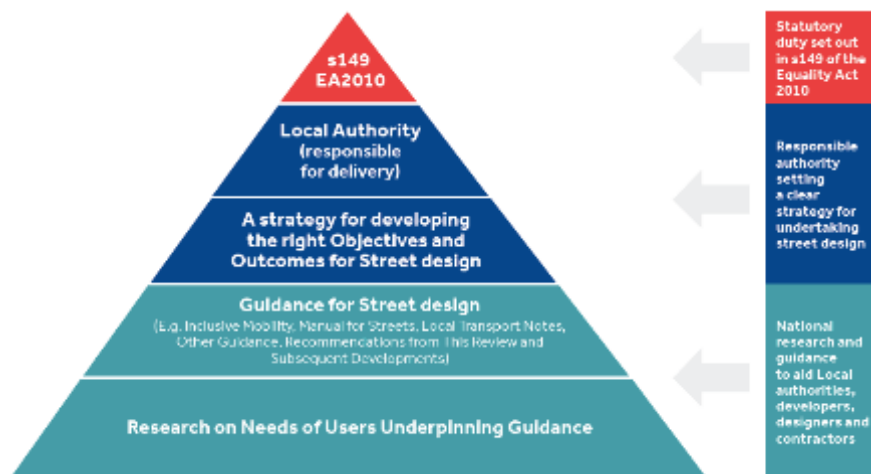 s149
EA2010
Local Authority
(responsible
for delivery)
A strategy for developing
the right Objectives and
Outcomes for Street design
Guidance for Street design
(E.g. Inclusive Mobility, Manual for Streets, Local Transport Notes,
Other Guidance, Recommendations from This Review and
Subsequent Developments)
Research on Needs of Users Underpinning Guidance
Statutory
duty set out
in s149 of the
Equality Act
2010
Responsible
authority
setting
a clear
strategy for
undertaking
street design
National
research and
guidance
to aid Local
authorities,
developers,
designers and
contractors